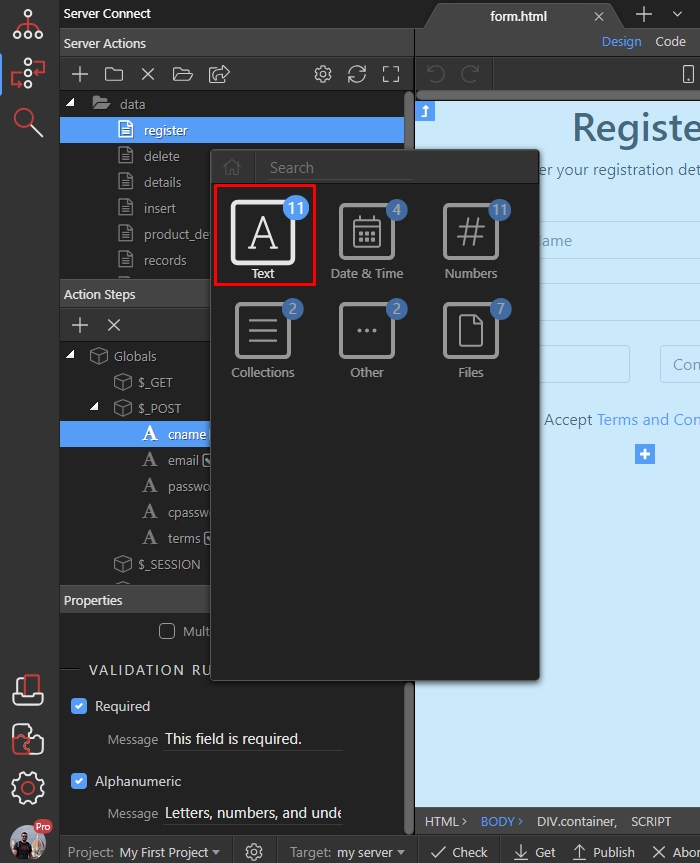 Server Connect
form.html
Server Actions
Design Code
data
register
delete
details
insert
records
Action Steps
Globals
$_GET
$_POST
cname
email
terms
$_SESSION
Properties
Required
Message This field is required.
Alphanumeric
Message Letters, numbers, and unde
Project: My First Project
Target: my server
Search
11
Text
4
Date & Time
11
Numbers
2
Collections
2
Other
7
Files
Registe
er your registration det
ame
Con
Accept Terms and Con
HTML BODY DIV.container, SCRIPT
Check Get Publish Abou
Pro
product_de
passwo
cpassw
Mult
VALIDATION RU